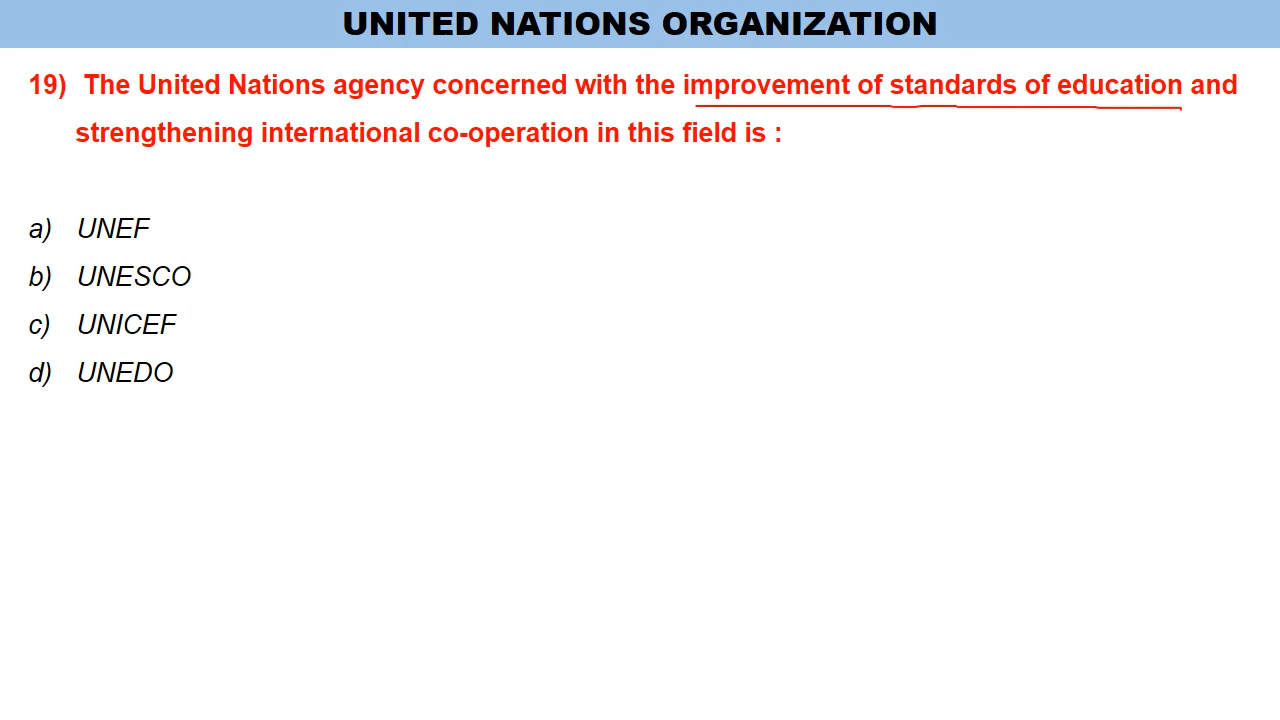 UNITED NATIONS ORGANIZATION
19) The United Nations agency concerned with the improvement of standards of education and
strengthening international co-operation in this field is :
a) UNEF
b) UNESCO
c) UNICEF
d) UNEDO